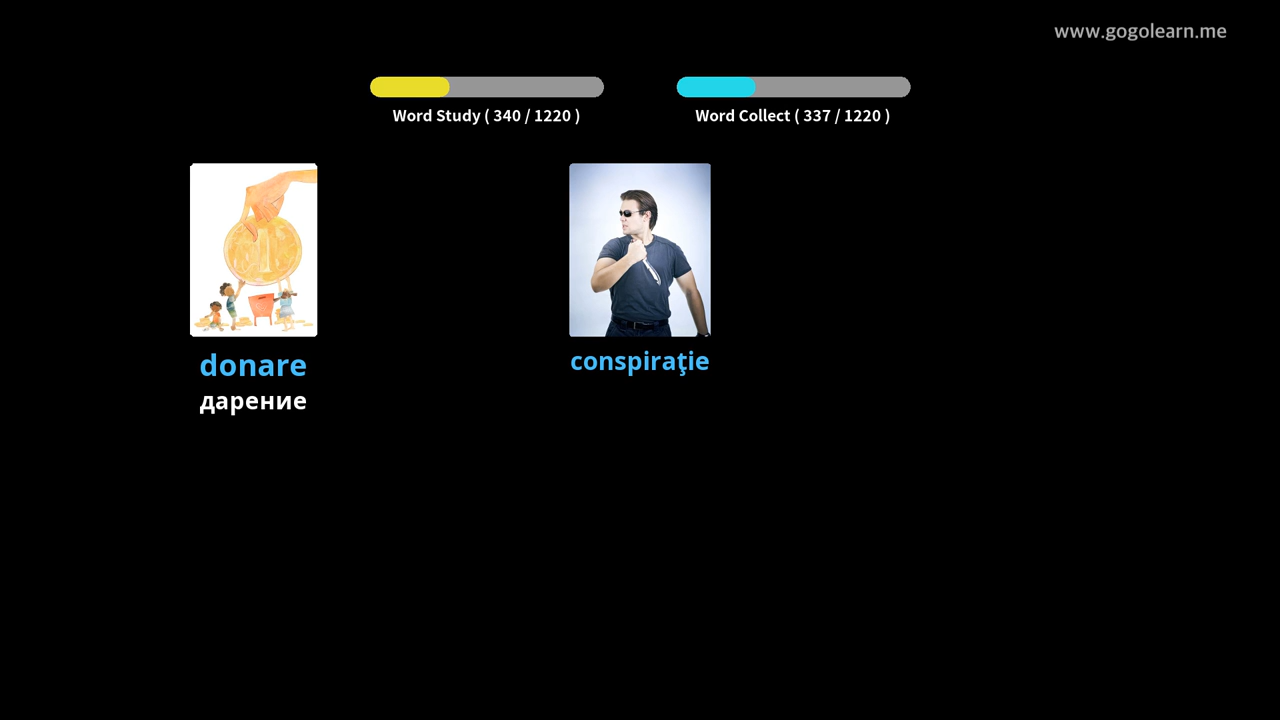 www.gogolearn.me
Word Study ( 340 / 1220 )
Word Collect ( 337 / 1220 )
donare
дарение
conspiraţie